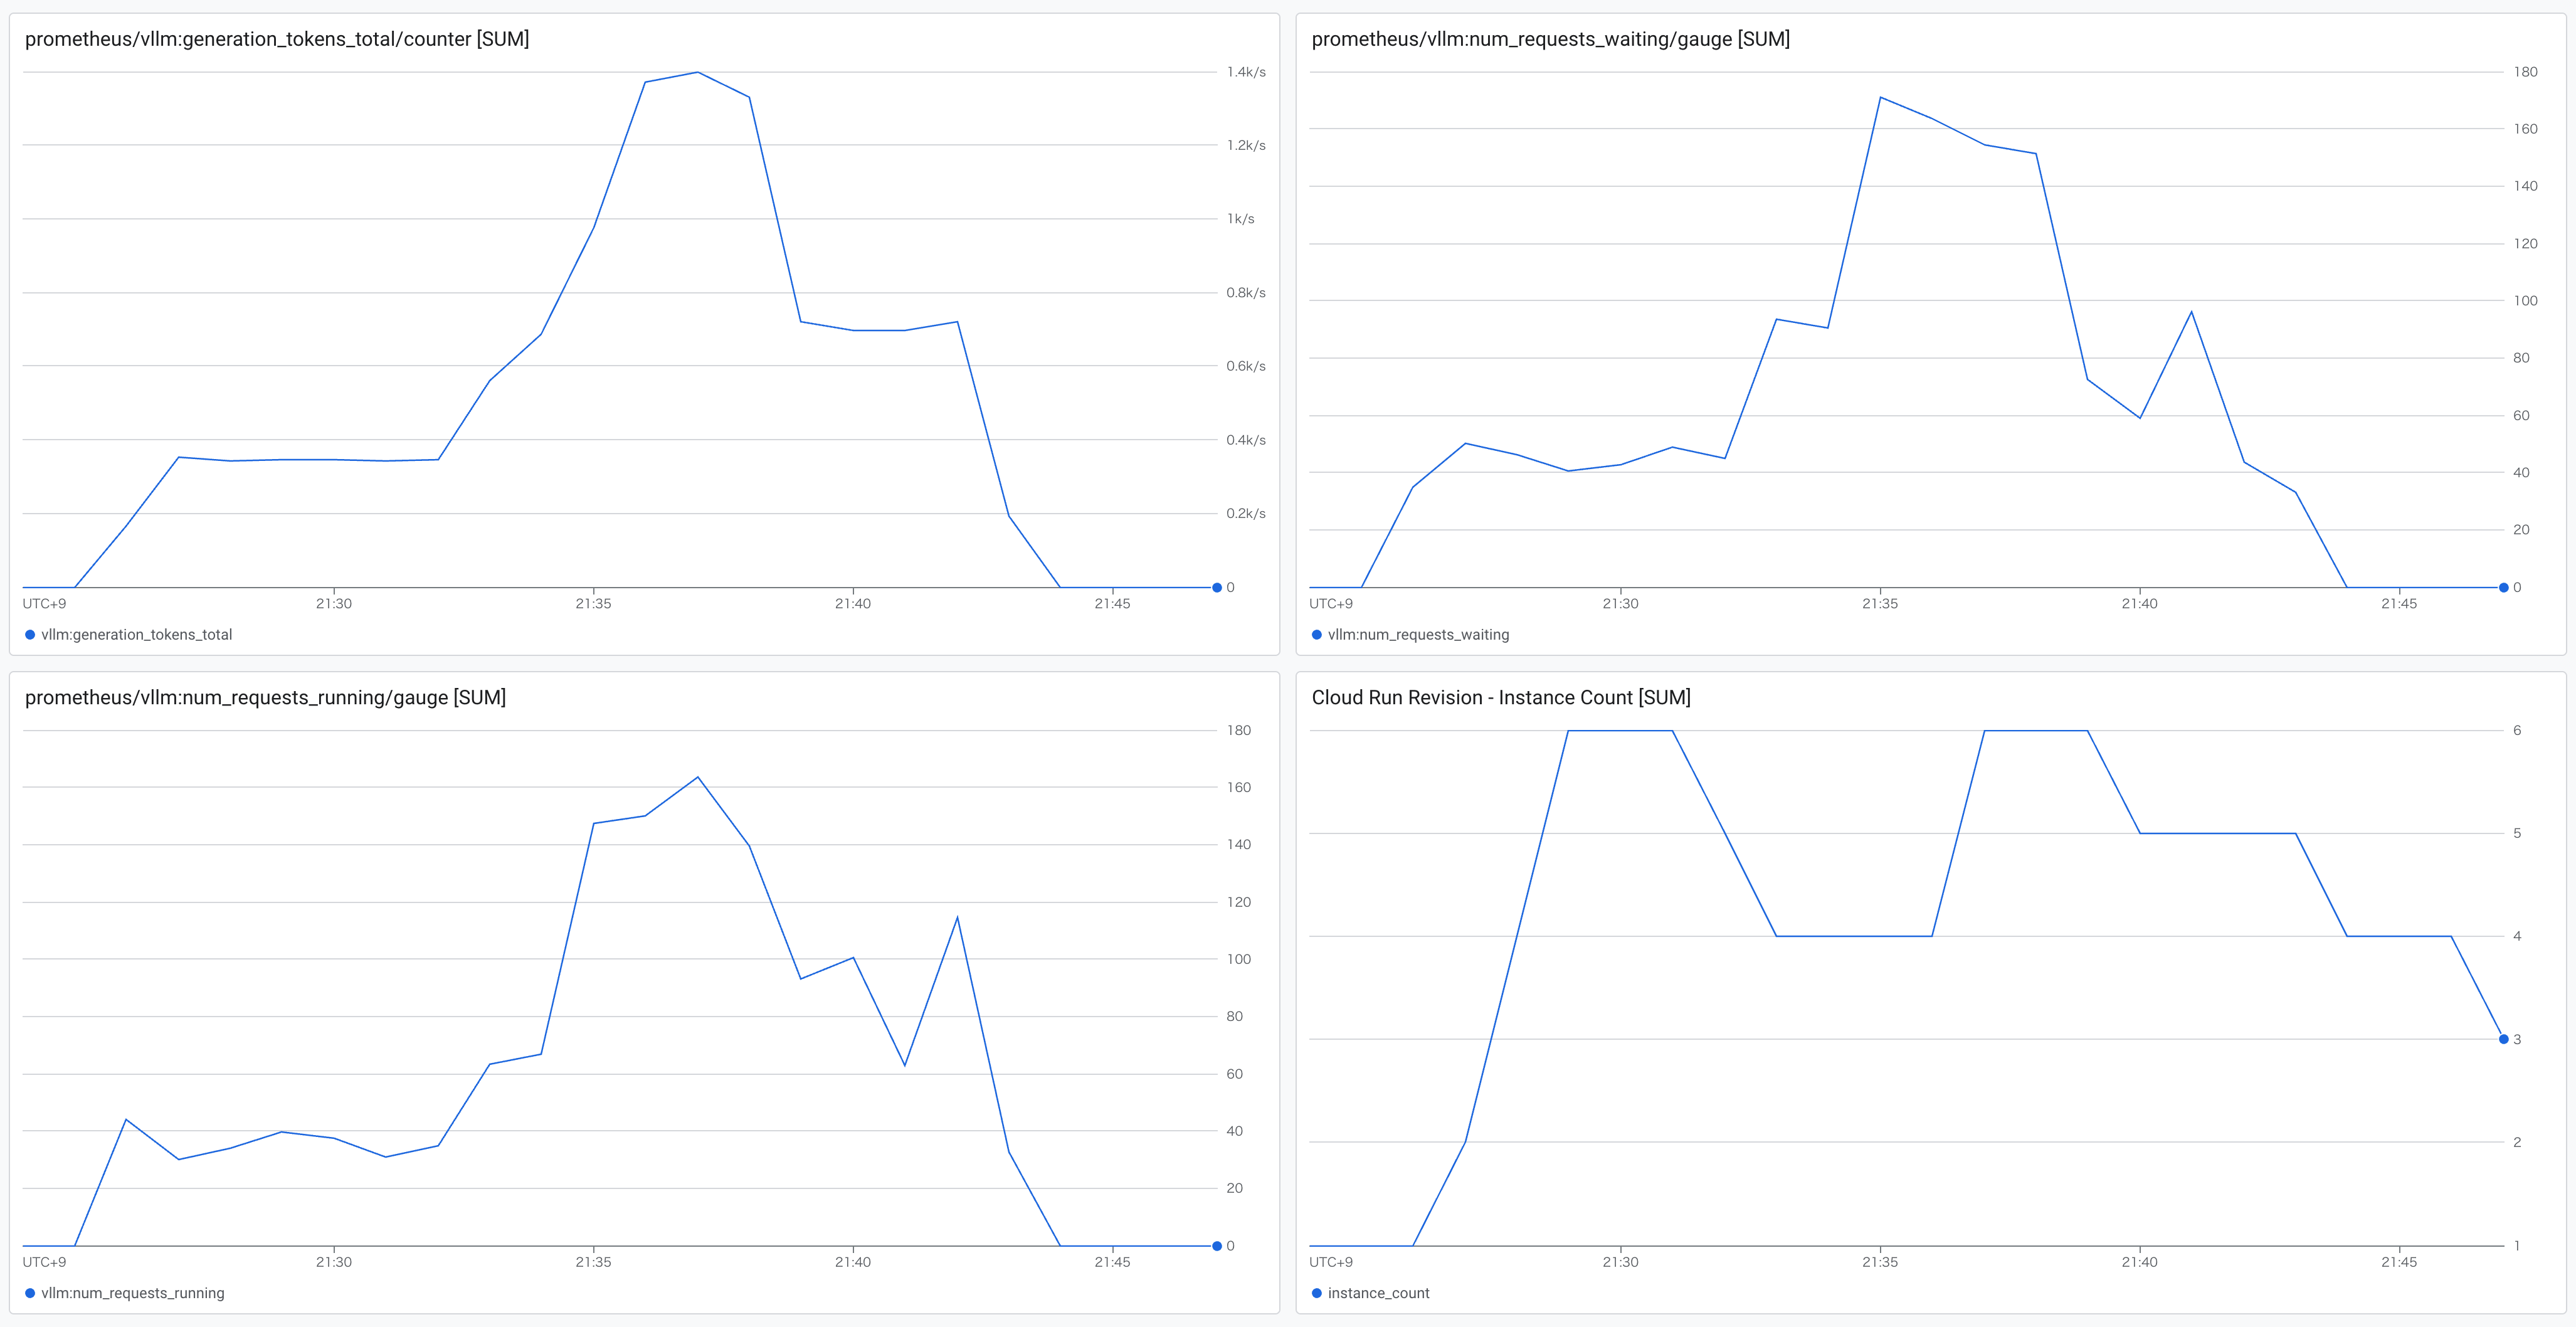 prometheus/vllm:generation_tokens_total/counter [SUM]
1.4k/s
1.2k/s
1k/s
0.8k/s
0.6k/s
0.4k/s
0.2k/s
0
UTC+9 21:30 21:35 21:40 21:45
vllm:generation_tokens_total
prometheus/vllm:num_requests_waiting/gauge [SUM]
180
160
140
120
100
80
60
40
20
0
UTC+9 21:30 21:35 21:40 21:45
vllm:num_requests_waiting
prometheus/vllm:num_requests_running/gauge [SUM]
180
160
140
120
100
80
60
40
20
0
UTC+9 21:30 21:35 21:40 21:45
vllm:num_requests_running
Cloud Run Revision - Instance Count [SUM]
6
5
4
3
2
1
UTC+9 21:30 21:35 21:40 21:45
instance_count